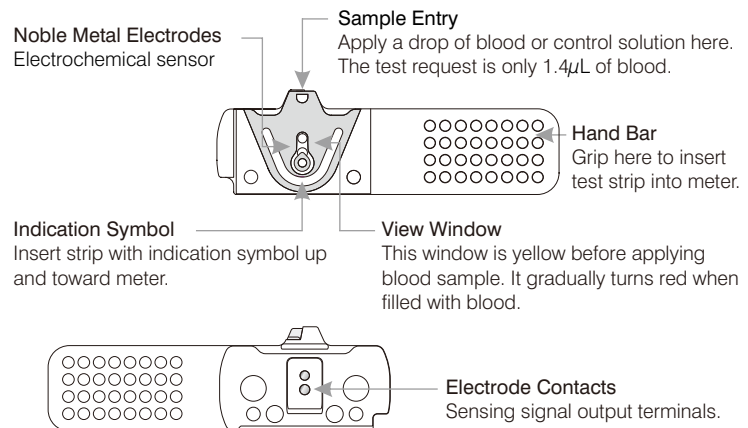 Noble Metal Electrodes
Electrochemical sensor
Sample Entry
Apply a drop of blood or control solution here.
The test request is only 1.4μL of blood.
Hand Bar
Grip here to insert
test strip into meter.
Indication Symbol
Insert strip with indication symbol up
and toward meter.
View Window
This window is yellow before applying
blood sample. It gradually turns red when
filled with blood.
Electrode Contacts
Sensing signal output terminals.